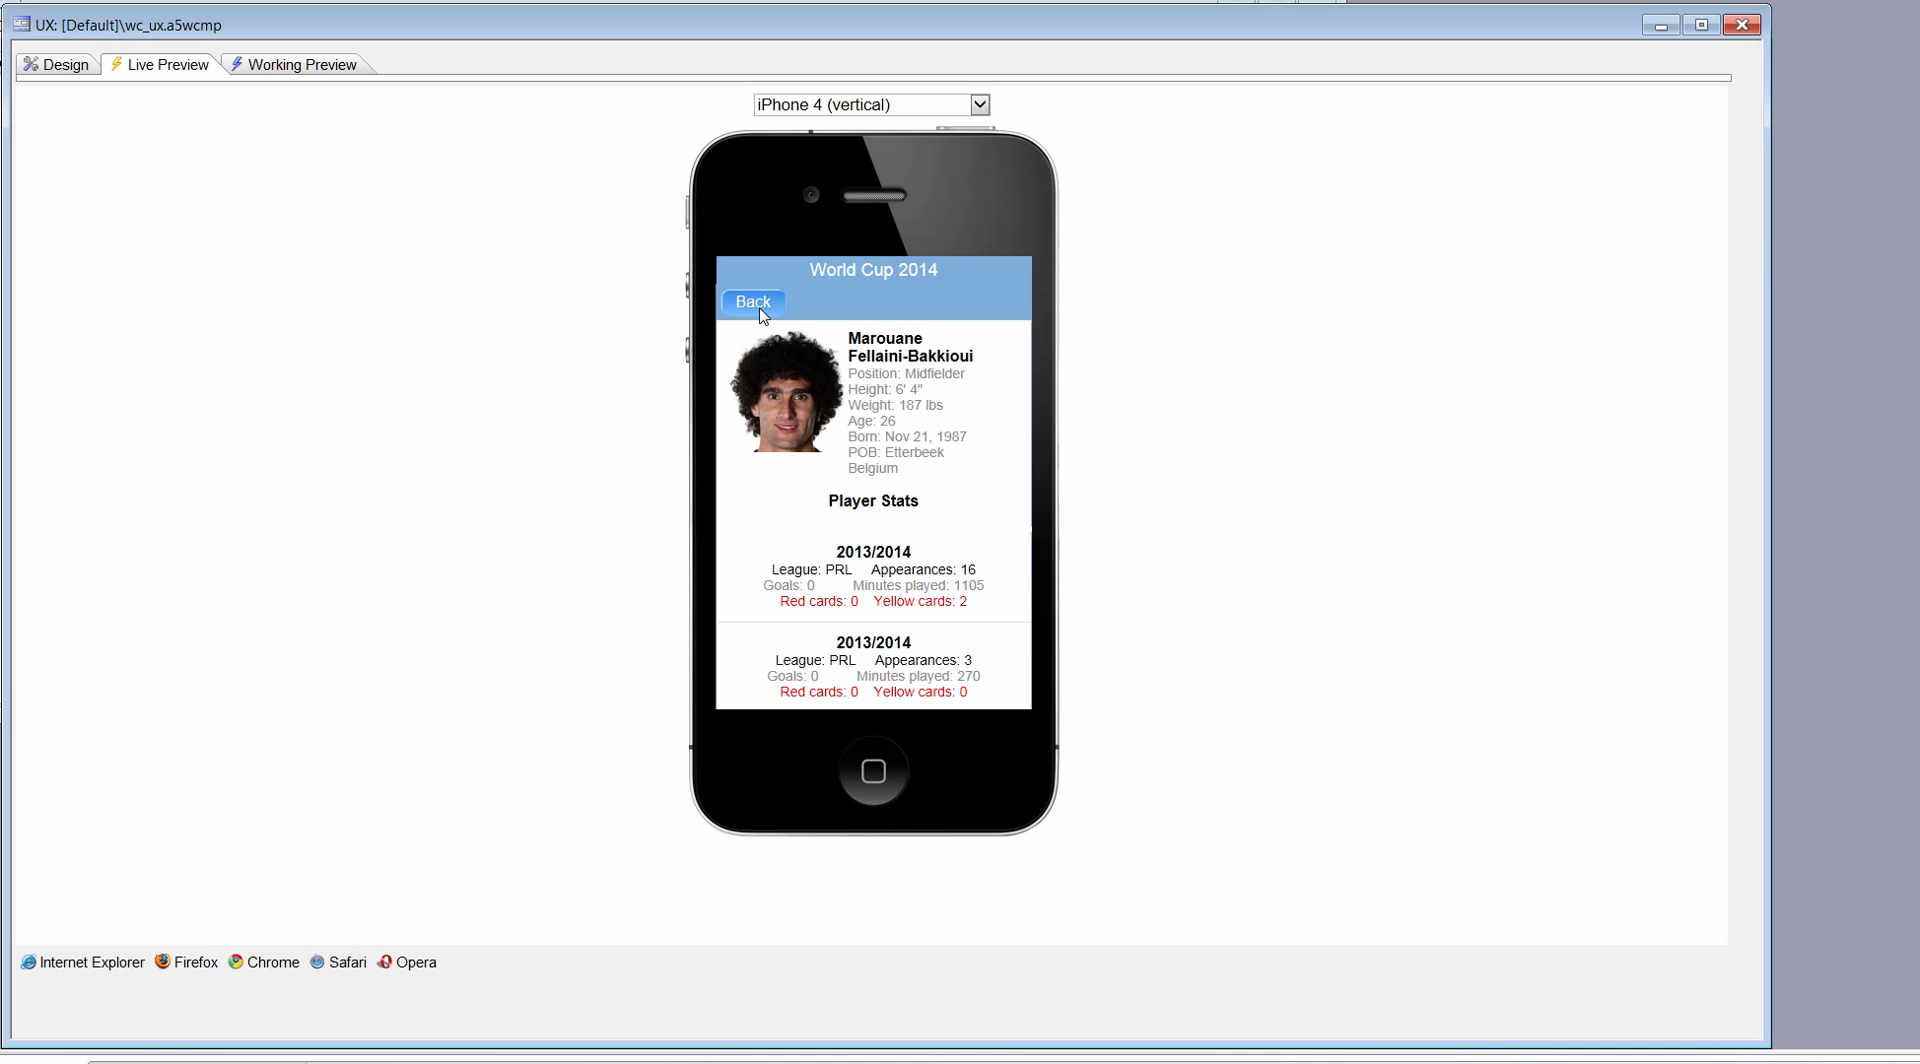 UX: [Default]\wc_ux.a5wcmp
Design Live Preview Working Preview
iPhone 4 (vertical)
World Cup 2014
Back
Marouane
Fellaini-Bakkioui
Position: Midfielder
Height: 6' 4"
Weight: 187 lbs
Age: 26
Born: Nov 21, 1987
POB: Etterbeek
Belgium
Player Stats
2013/2014
League: PRL Appearances: 16
Goals: 0 Minutes played: 1105
Red cards: 0 Yellow cards: 2
2013/2014
League: PRL Appearances: 3
Goals: 0 Minutes played: 270
Red cards: 0 Yellow cards: 0
Internet Explorer Firefox Chrome Safari Opera